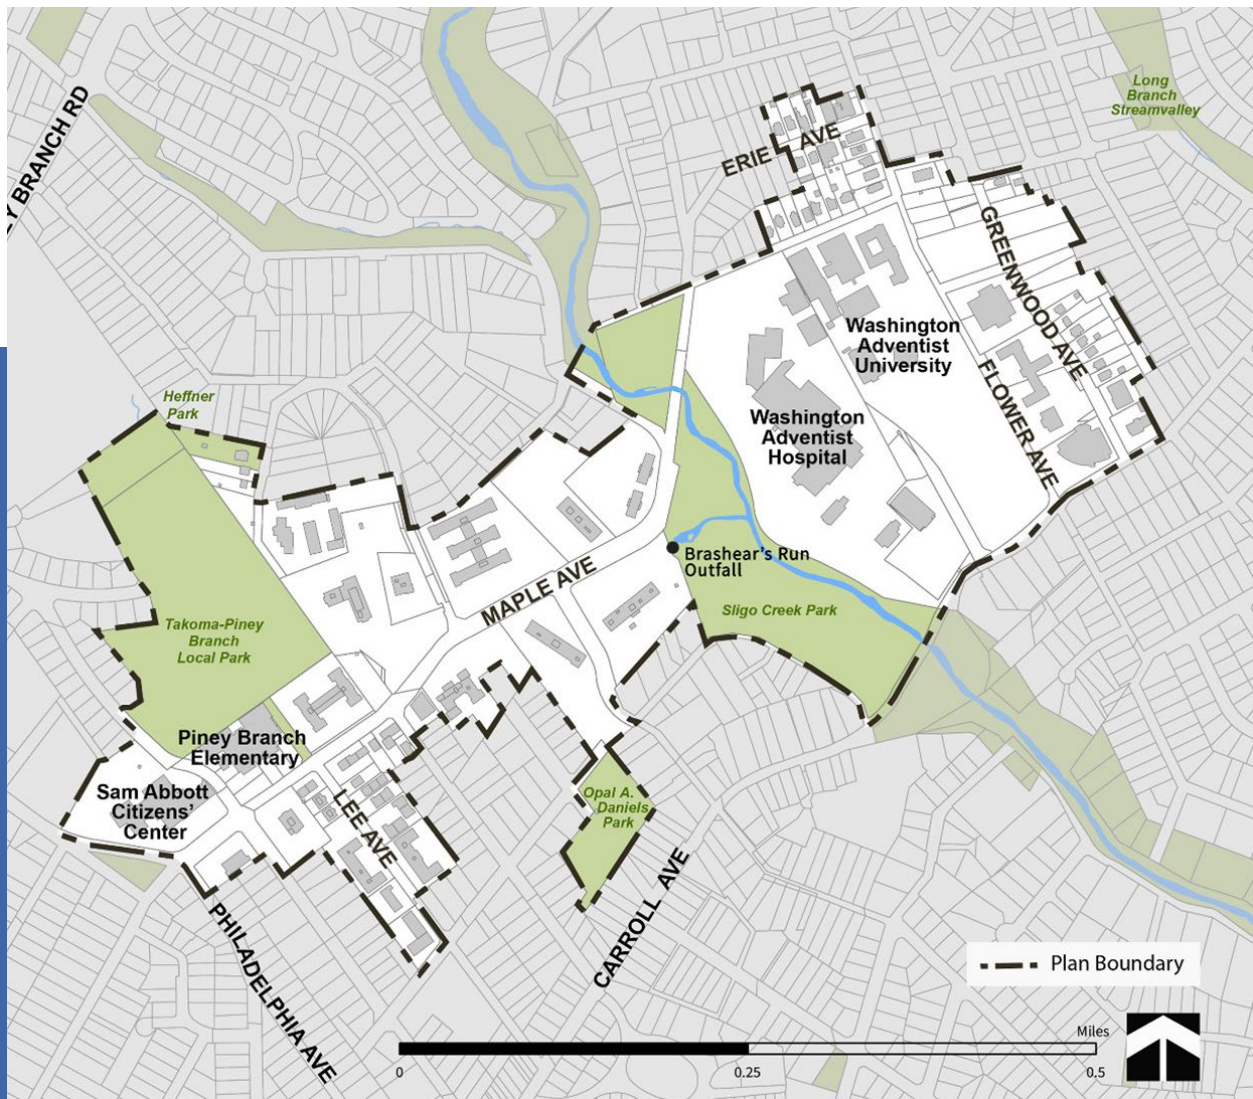 Long
Branch
Streamvalley
BRANCH RD
ERIE AVE
GREENWOOD AVE
Washington
Adventist
University
FLOWER AVE
Heffner
Park
Washington
Adventist
Hospital
Brashear's Run
Outfall
MAPLE AVE
Sligo Creek Park
Takoma-Piney
Branch
Local Park
Piney Branch
Elementary
Sam Abbott
Citizens'
Center
LEE AVE
Opal A.
Daniels
Park
CARROLL AVE
PHILADELPHIA AVE
Plan Boundary
Miles
0
0.25
0.5